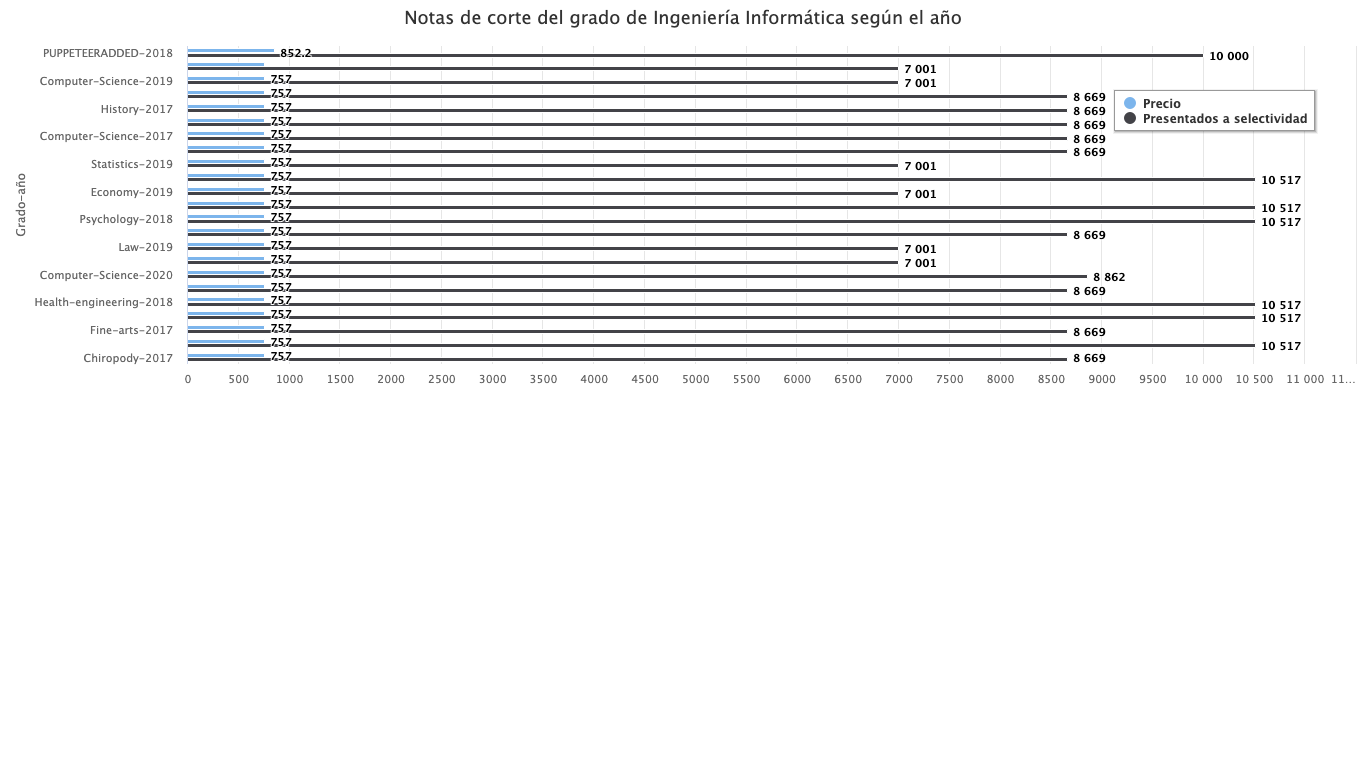 Notas de corte del grado de Ingeniería Informática según el año
Grado-año
PUPPETEERADDED-2018 852.2 10 000
7 001
Computer-Science-2019 757 7 001
757 8 669
History-2017 757 8 669
757 8 669
Computer-Science-2017 757 8 669
757 8 669
Statistics-2019 757 7 001
757 10 517
Economy-2019 757 7 001
757 10 517
Psychology-2018 757 10 517
757 8 669
Law-2019 757 7 001
757 7 001
Computer-Science-2020 757 8 862
757 8 669
Health-engineering-2018 757 10 517
757 10 517
Fine-arts-2017 757 8 669
757 10 517
Chiropody-2017 757 8 669
0 500 1000 1500 2000 2500 3000 3500 4000 4500 5000 5500 6000 6500 7000 7500 8000 8500 9000 9500 10 000 10 500 11 000 11...
Precio
Presentados a selectividad